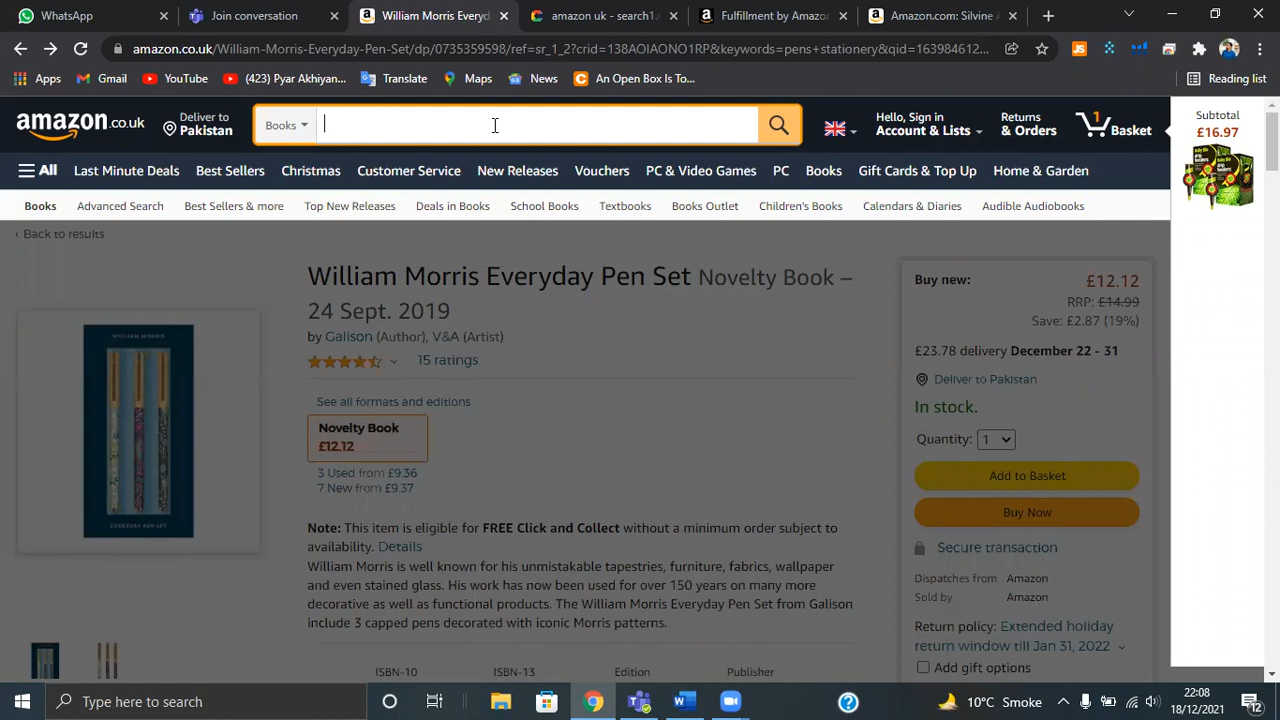 WhatsApp
Join conversation
William Morris Everyd
amazon uk - search1.
Fulfillment by Amazo
Amazon.com: Silvine A
amazon.co.uk/William-Morris-Everyday-Pen-Set/dp/0735359598/ref=sr_1_2?crid=138AOIAONO1RP&keywords=pens+stationery&qid=163984612...
Apps
Gmail
YouTube
(423) Pyar Akhiyan...
Translate
Maps
News
An Open Box Is To...
Reading list
amazon.co.uk
Deliver to
Pakistan
Books
Hello, Sign in
Account & Lists
Returns
& Orders
1
Basket
Subtotal
£16.97
All
Last Minute Deals
Best Sellers
Christmas
Customer Service
New Releases
Vouchers
PC & Video Games
PC
Books
Gift Cards & Top Up
Home & Garden
Books
Advanced Search
Best Sellers & more
Top New Releases
Deals in Books
School Books
Textbooks
Books Outlet
Children's Books
Calendars & Diaries
Audible Audiobooks
‹ Back to results
William Morris Everyday Pen Set Novelty Book –
24 Sept. 2019
by Galison (Author), V&A (Artist)
15 ratings
See all formats and editions
Novelty Book
£12.12
3 Used from £9.36
7 New from £9.37
Note: This item is eligible for FREE Click and Collect without a minimum order subject to
availability. Details
William Morris is well known for his unmistakable tapestries, furniture, fabrics, wallpaper
and even stained glass. His work has now been used for over 150 years on many more
decorative as well as functional products. The William Morris Everyday Pen Set from Galison
include 3 capped pens decorated with iconic Morris patterns.
ISBN-10
ISBN-13
Edition
Publisher
WILLIAM MORRIS
EVERYDAY PEN SET
Buy new:
£12.12
RRP: £14.99
Save: £2.87 (19%)
£23.78 delivery December 22 - 31
Deliver to Pakistan
In stock.
Quantity: 1
Add to Basket
Buy Now
Secure transaction
Dispatches from Amazon
Sold by Amazon
Return policy: Extended holiday
return window till Jan 31, 2022
Add gift options
Type here to search
10°C Smoke
22:08
18/12/2021
12